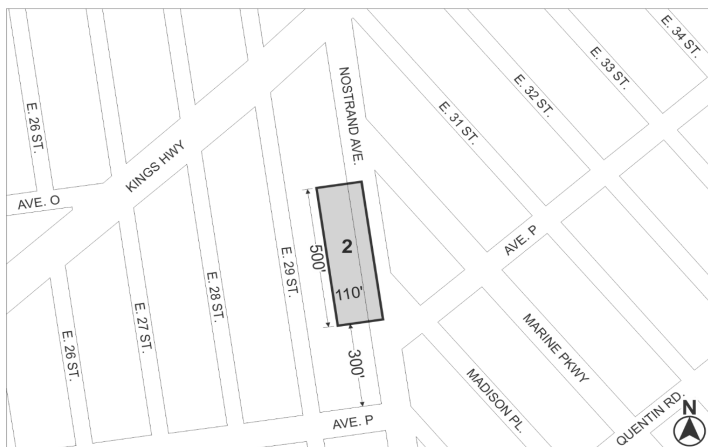 E. 34 ST.
E. 33 ST.
E. 32 ST.
E. 31 ST.
NOSTRAND AVE.
E. 26 ST.
KINGS HWY
AVE. O
AVE. P
2
500'
110'
E. 29 ST.
E. 28 ST.
E. 27 ST.
E. 26 ST.
300'
MARINE PKWY
MADISON PL.
AVE. P
QUENTIN RD.
N